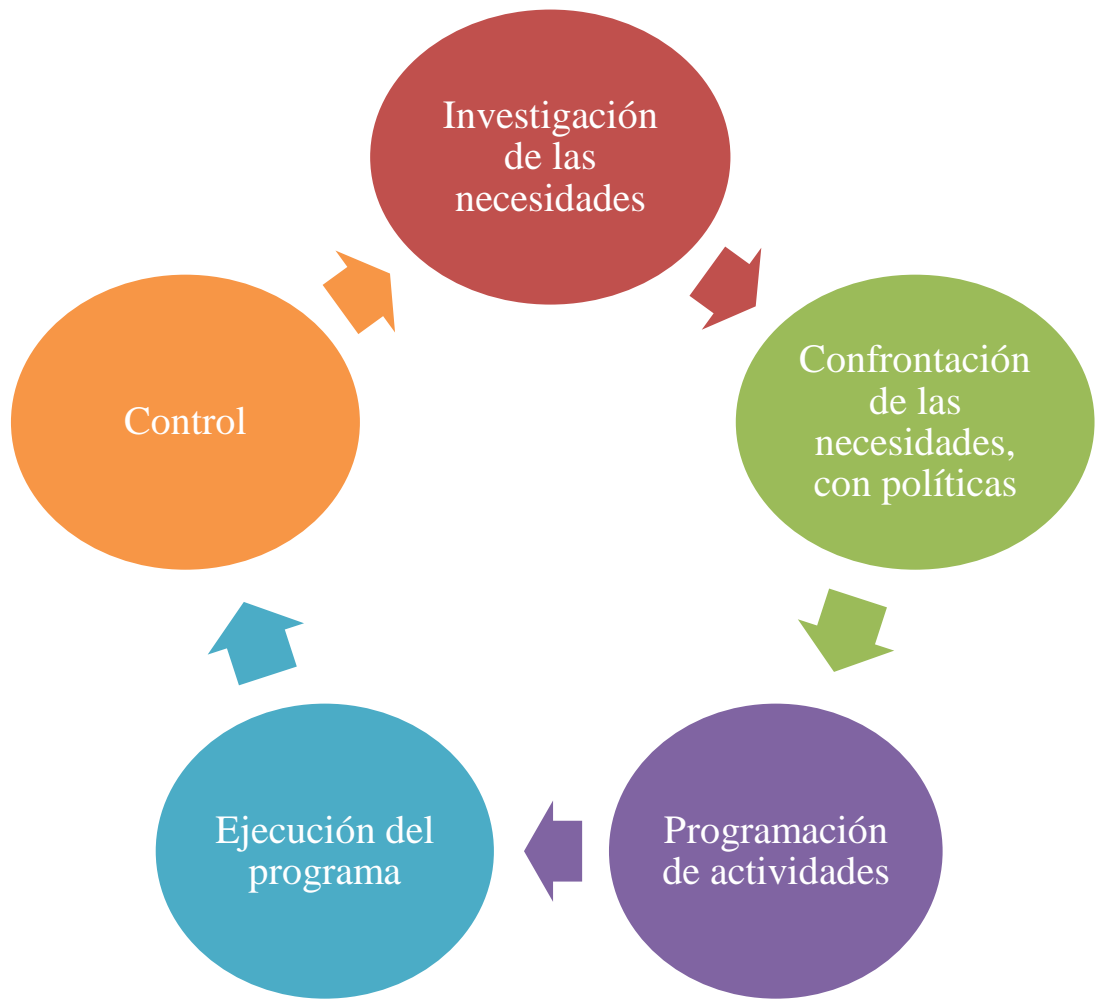 Investigación
de las
necesidades
Confrontación
de las
necesidades,
con políticas
Programación
de actividades
Ejecución del
programa
Control